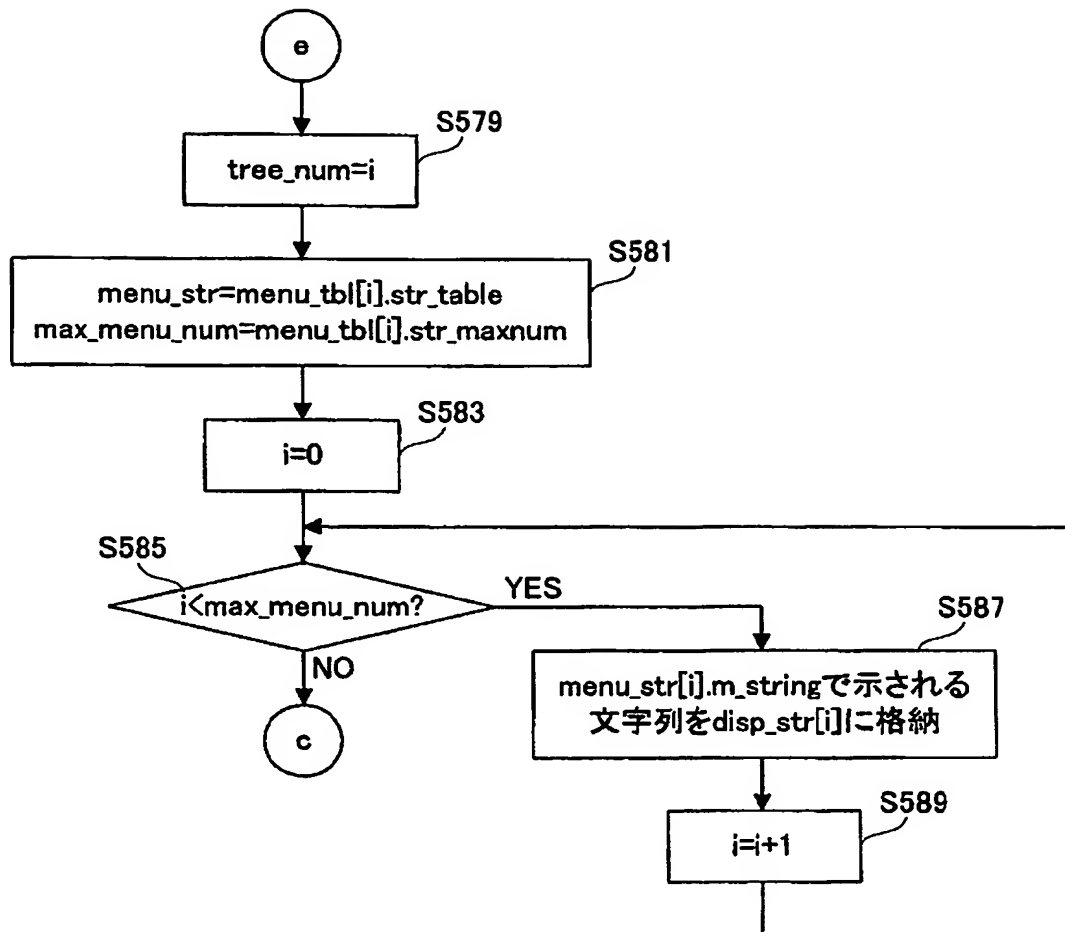 e
S579
tree_num=i
S581
menu_str=menu_tbl[i].str_table
max_menu_num=menu_tbl[i].str_maxnum
S583
i=0
S585
i<max_menu_num?
YES
NO
c
S587
menu_str[i].m_stringで示される
文字列をdisp_str[i]に格納
S589
i=i+1